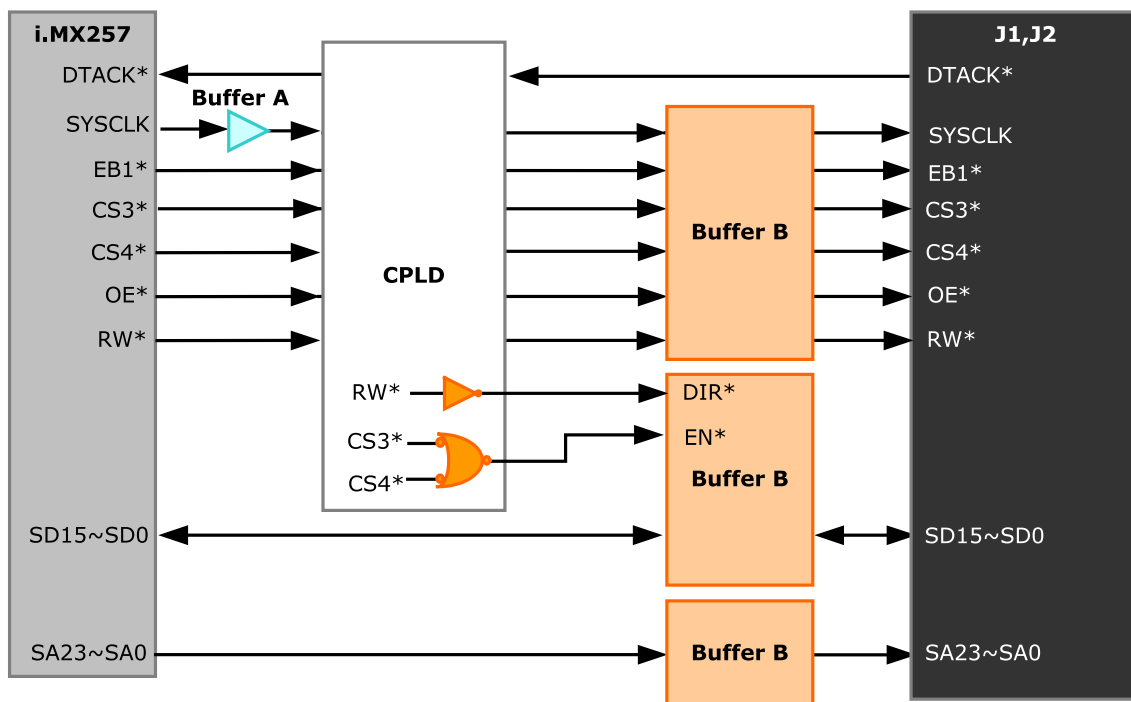 i.MX257
J1,J2
DTACK*
DTACK*
Buffer A
SYSCLK
SYSCLK
EB1*
EB1*
CS3*
CS3*
Buffer B
CS4*
CS4*
CPLD
OE*
OE*
RW*
RW*
RW*
DIR*
CS3*
EN*
CS4*
Buffer B
SD15~SD0
SD15~SD0
SA23~SA0
Buffer B
SA23~SA0